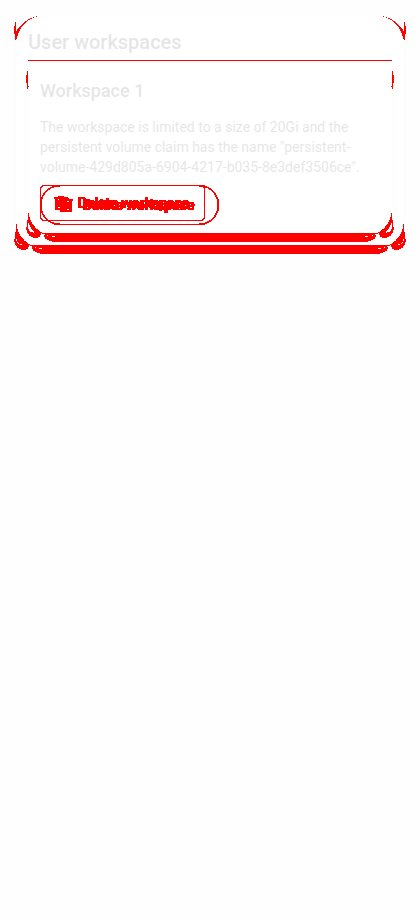 User workspaces
Workspace 1
The workspace is limited to a size of 20Gi and the
persistent volume claim has the name "persistent-
volume-429d805a-6904-4217-b035-8e3def3506ce".
Delete workspace